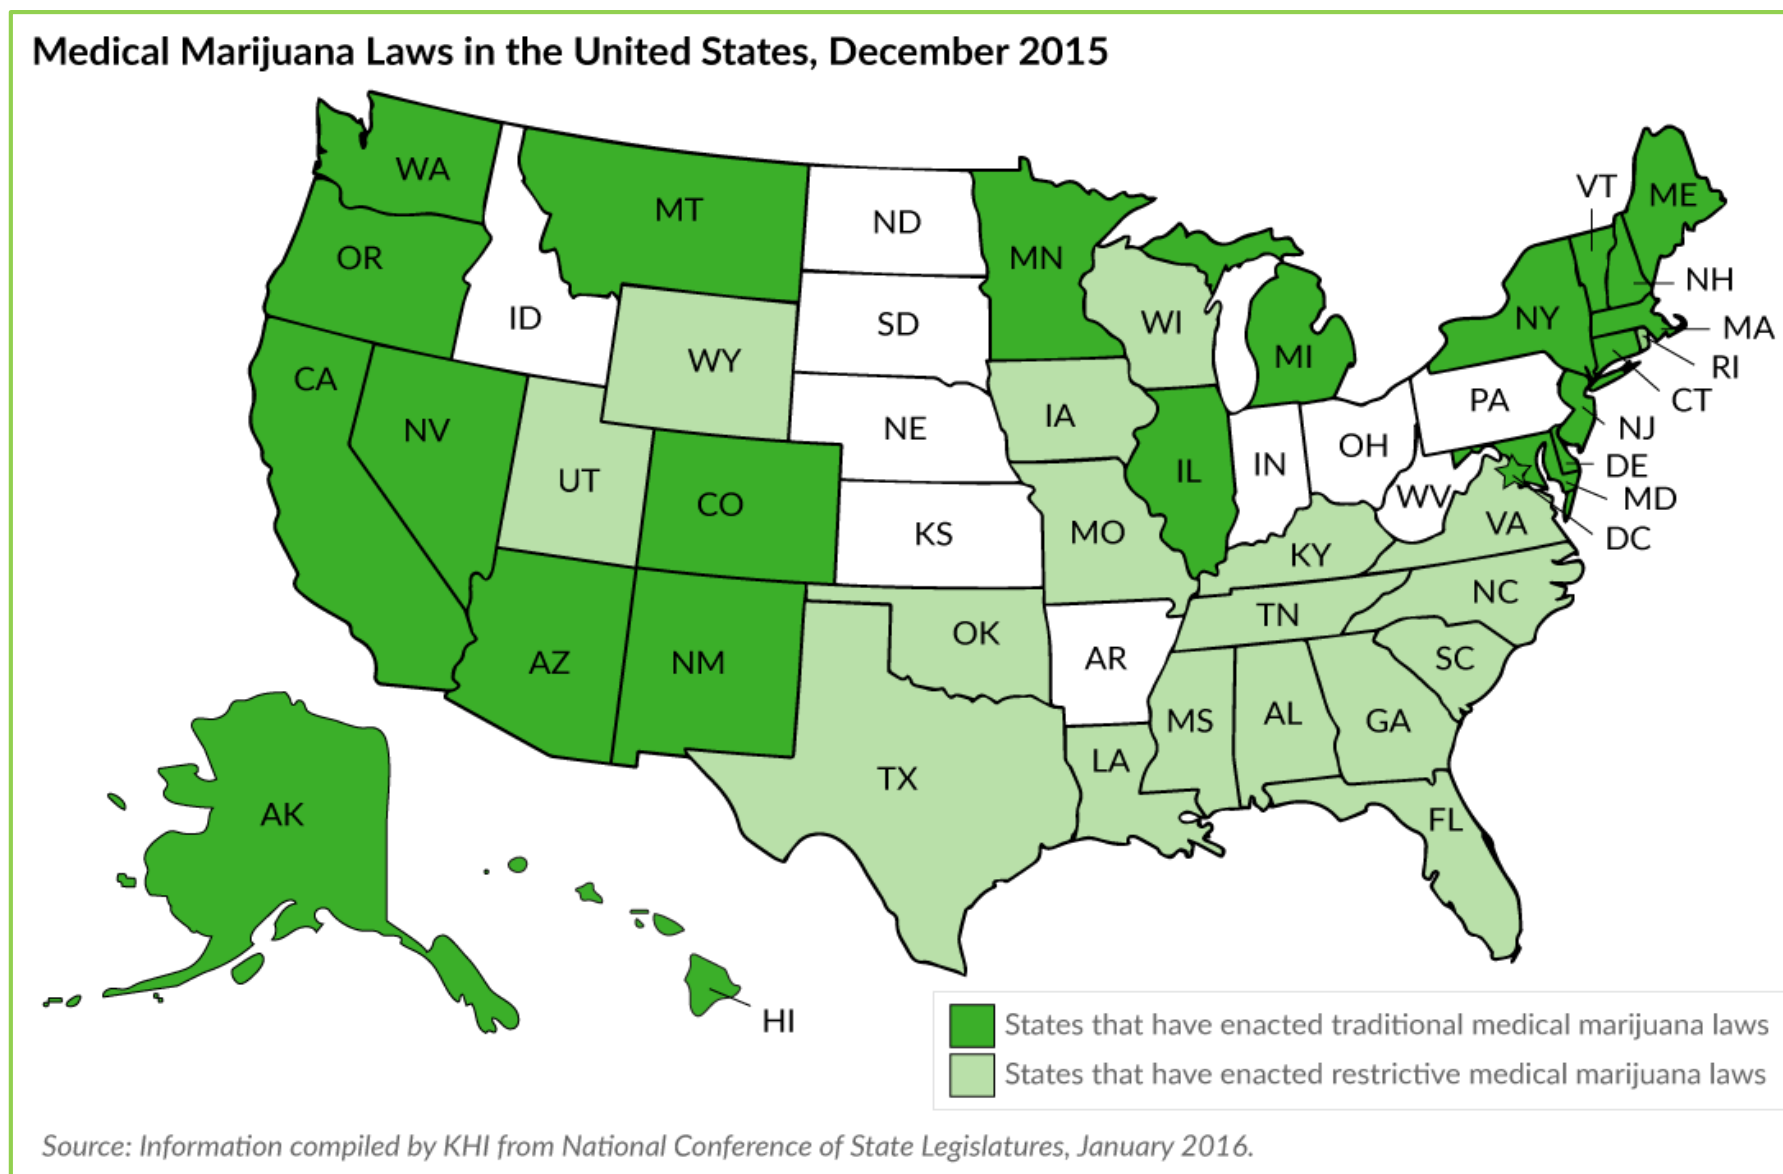 Medical Marijuana Laws in the United States, December 2015
WA
MT
ND
MN
VT
ME
OR
ID
SD
WI
MI
NY
NH
MA
RI
CT
WY
CA
NV
NE
IA
PA
NJ
UT
CO
IL
IN
OH
WV
DE
MD
DC
VA
KS
MO
KY
NC
TN
OK
AR
SC
AZ
NM
MS
AL
GA
TX
LA
FL
AK
HI
States that have enacted traditional medical marijuana laws
States that have enacted restrictive medical marijuana laws
Source: Information compiled by KHI from National Conference of State Legislatures, January 2016.